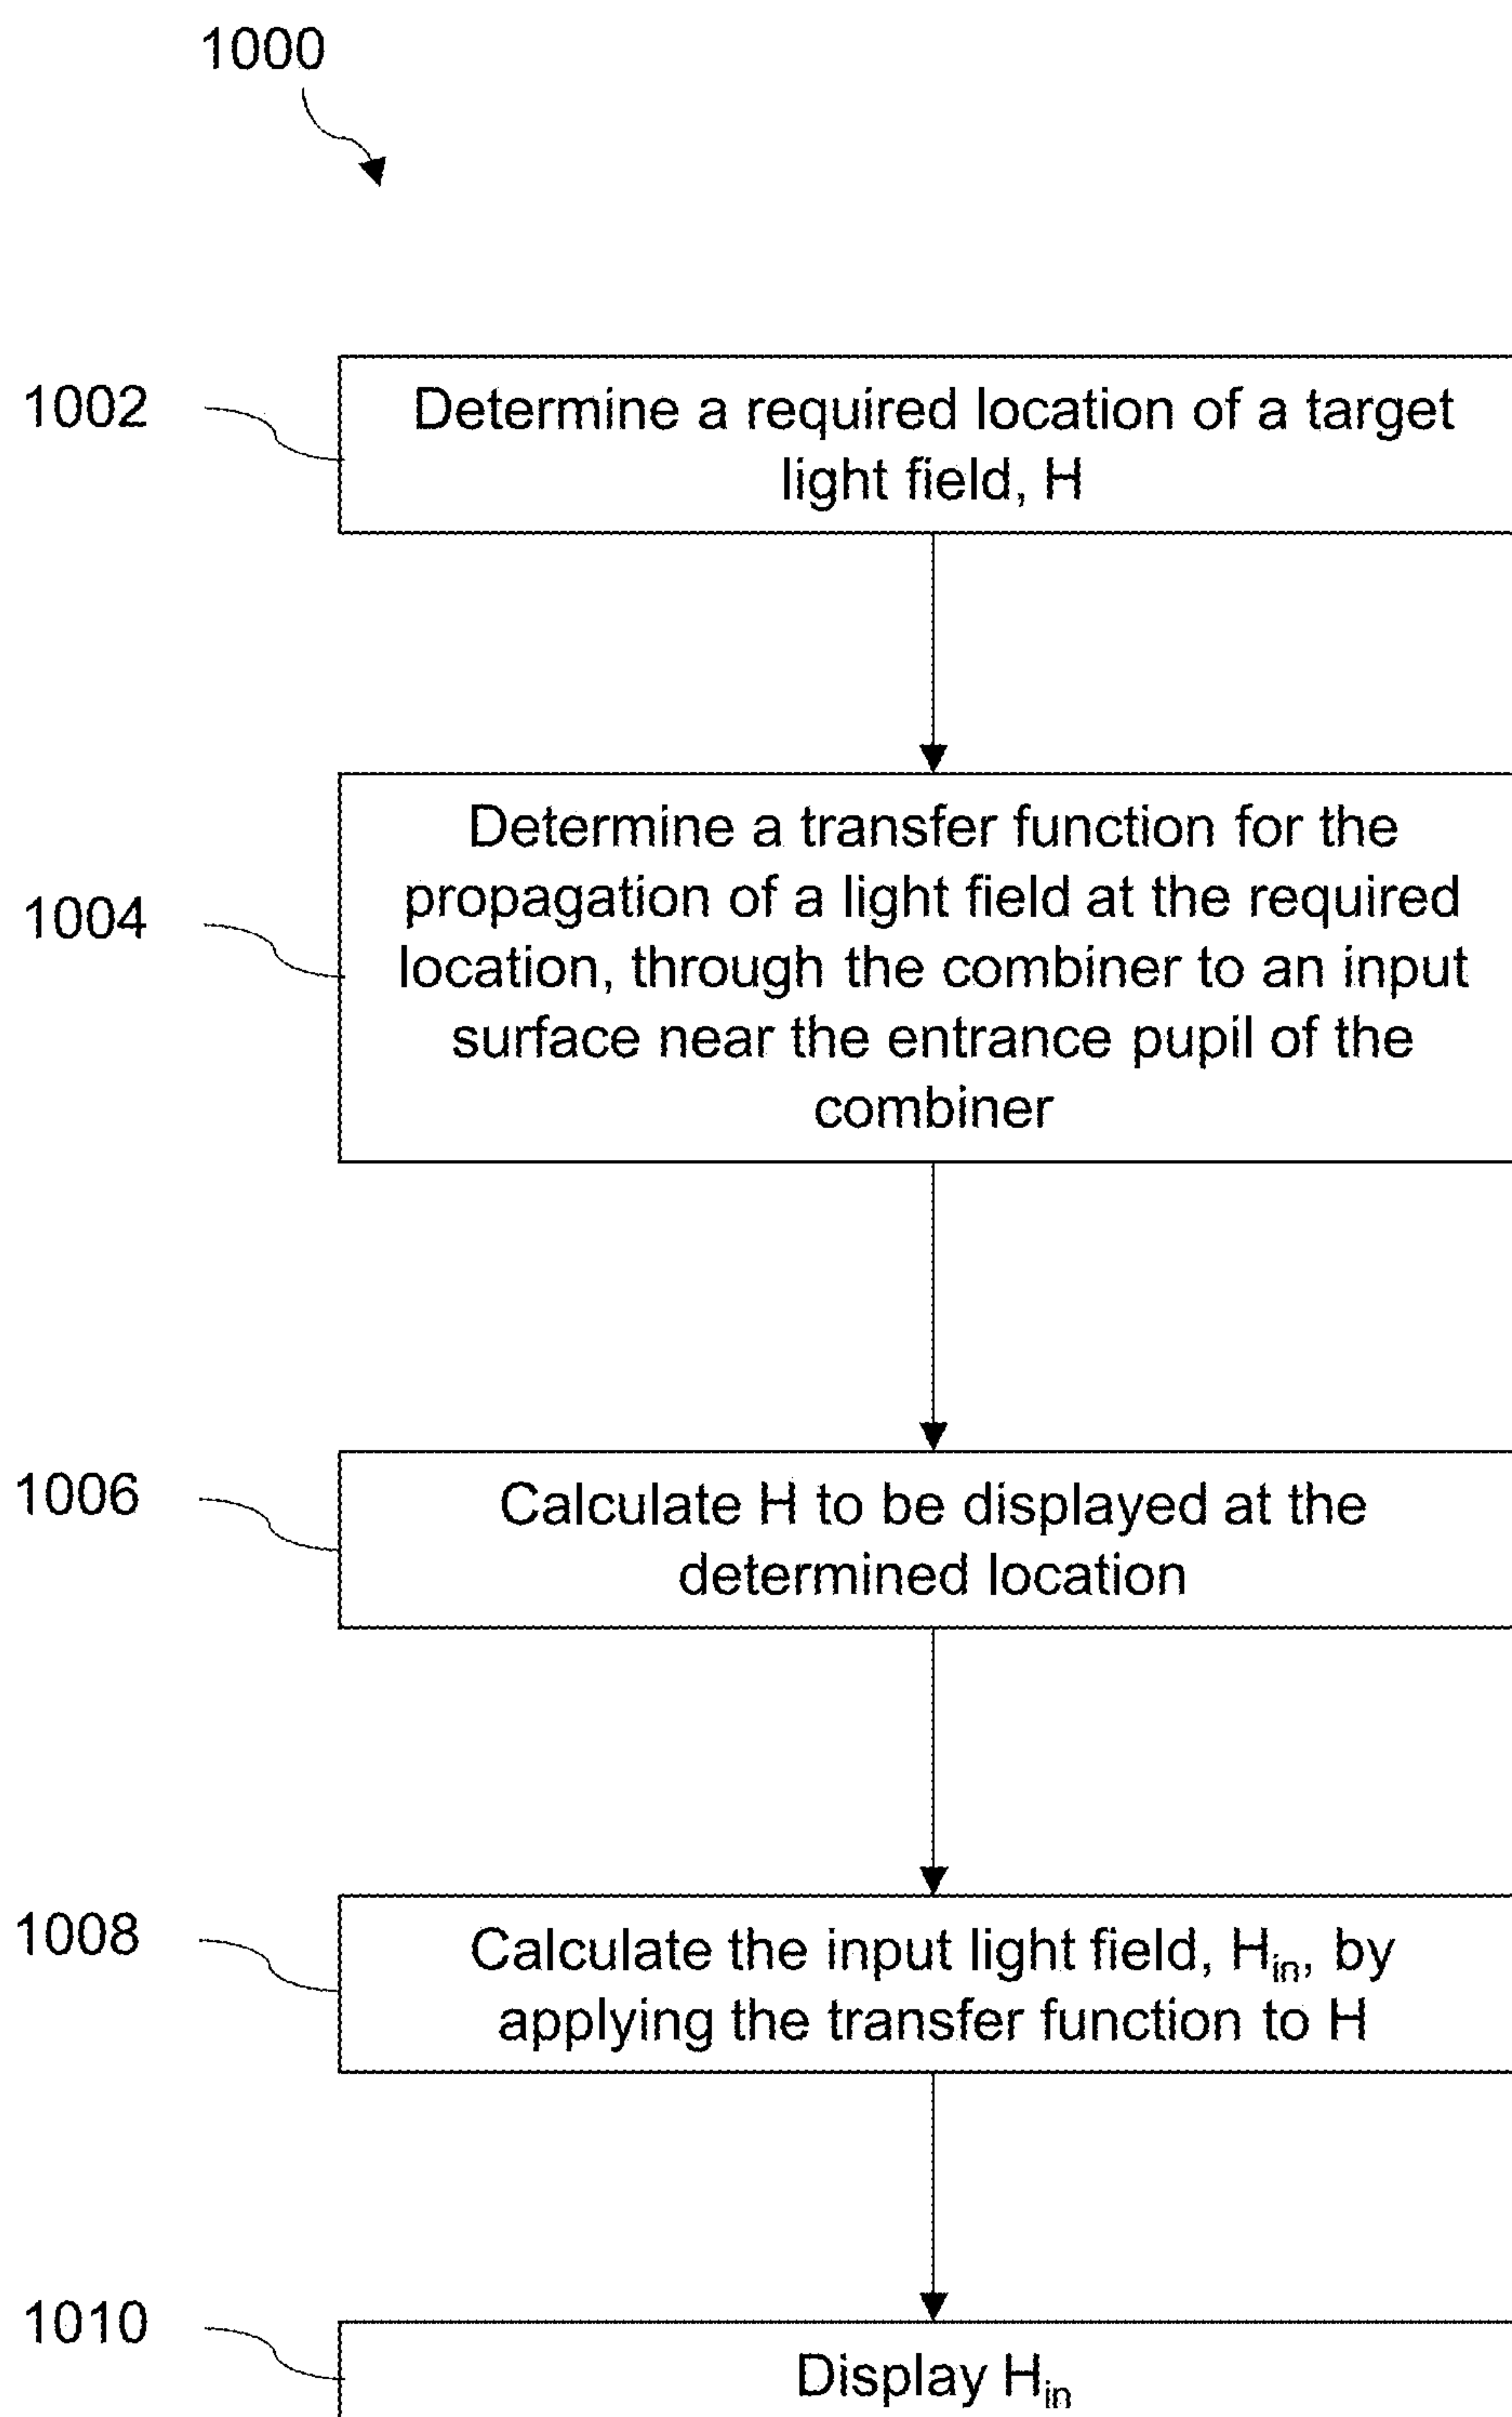 1000
1002
Determine a required location of a target
light field, H
1004
Determine a transfer function for the
propagation of a light field at the required
location, through the combiner to an input
surface near the entrance pupil of the
combiner
1006
Calculate H to be displayed at the
determined location
1008
Calculate the input light field, Hin, by
applying the transfer function to H
1010
Display Hin